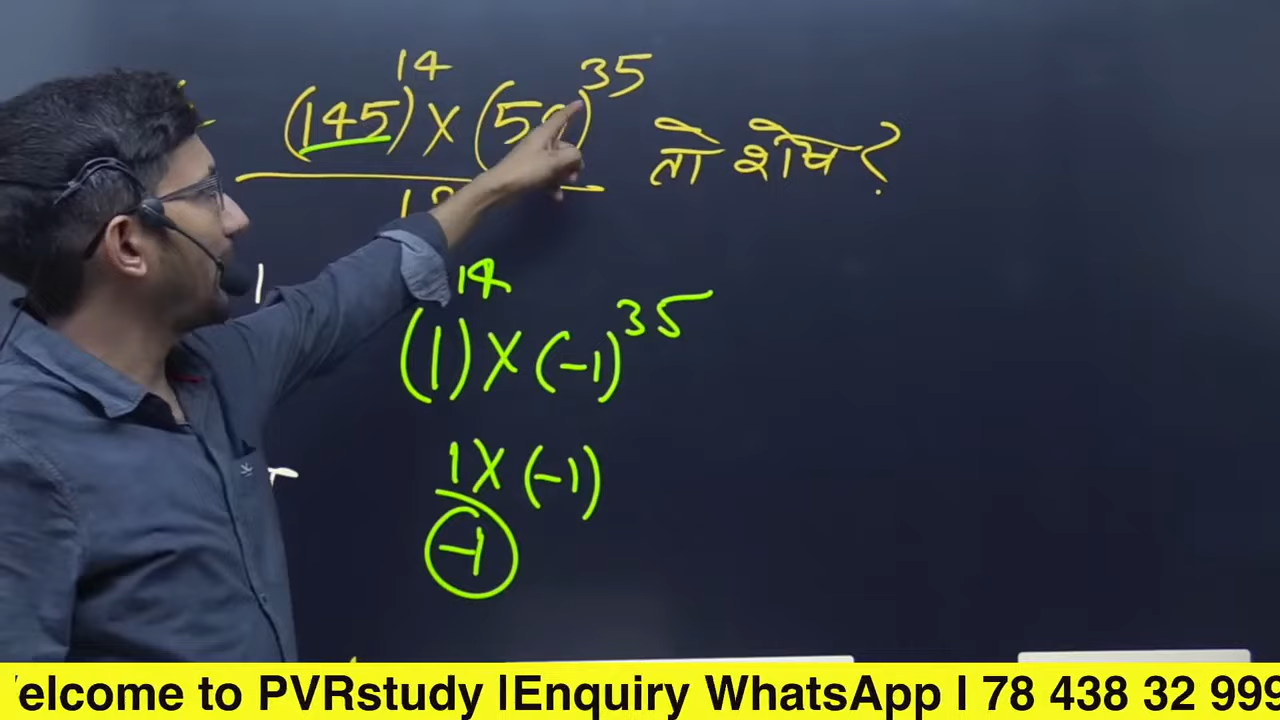 (145)¹⁴ × (5 )³⁵ तो शेष ?
(1)¹⁴ × (-1)³⁵
1 × (-1)
-1
elcome to PVRstudy |Enquiry WhatsApp | 78 438 32 999